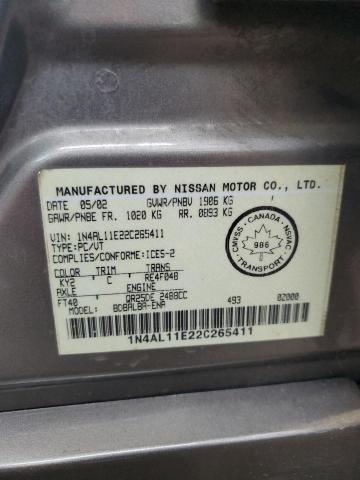 MANUFACTURED BY NISSAN MOTOR CO., LTD.
DATE 05/02 GVWR/PNBV 1906 KG
GAWR/PNBE FR. 1020 KG RR. 0893 KG
VIN: 1N4AL11E22C265411
TYPE:PC/VT
COMPLIES/CONFORME:ICES-2
COLOR TRIM TRANS
KY2 C RE4F04B
AXLE ENGINE
FT40 QR25DE 2488CC
MODEL: BDBALBA-ENA 493 02000
1N4AL11E22C265411
CANADA
CMVSS 986 NSVAC
TRANSPORT